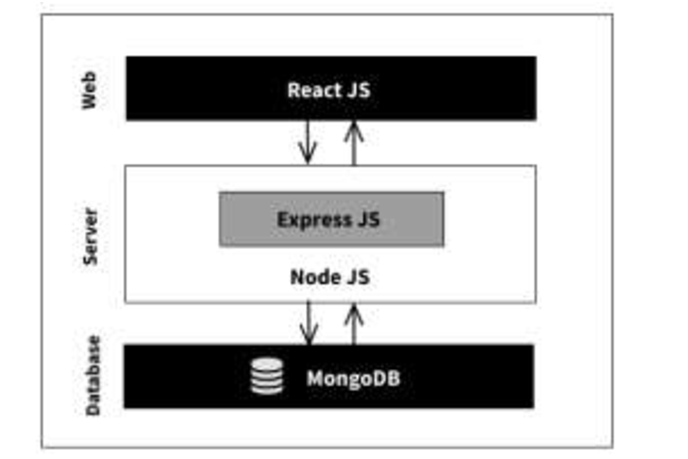 Web
React JS
Server
Express JS
Node JS
Database
MongoDB